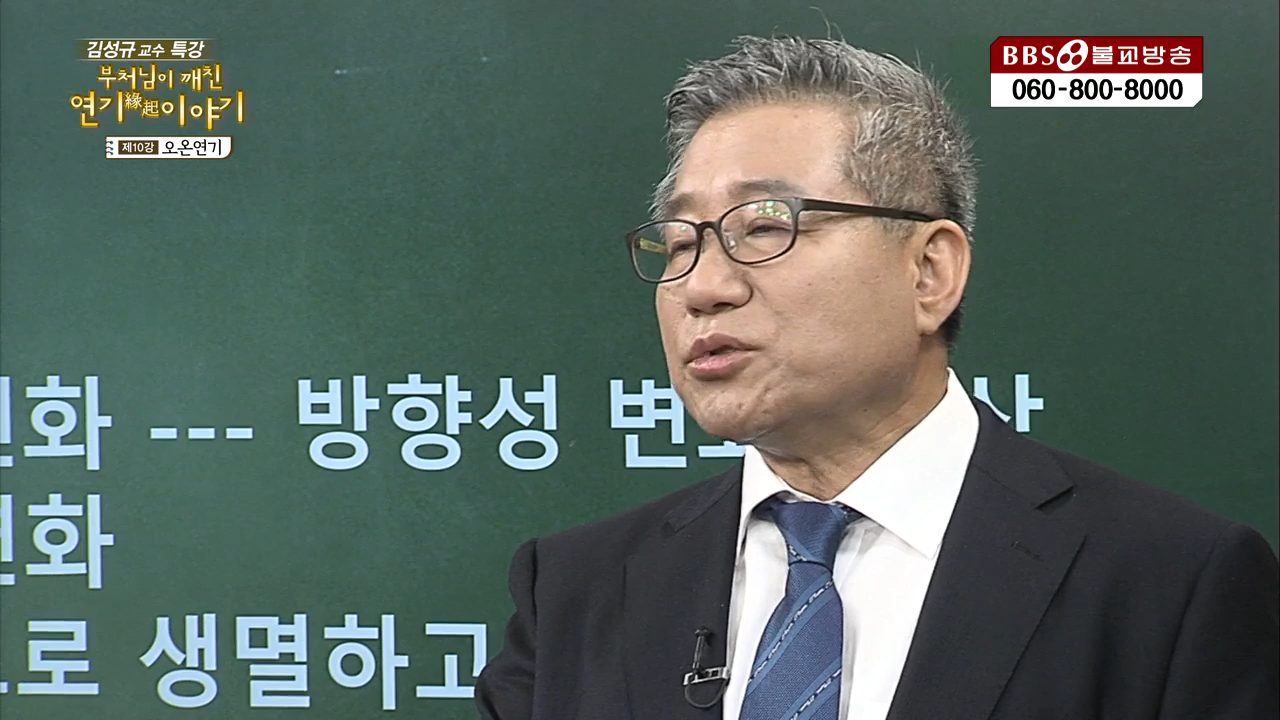 김성규 교수 특강
부처님이 깨친
연기緣起이야기
제10강 오온연기
BBS 불교방송
060-800-8000
화 --- 방향성
화
로 생멸하고